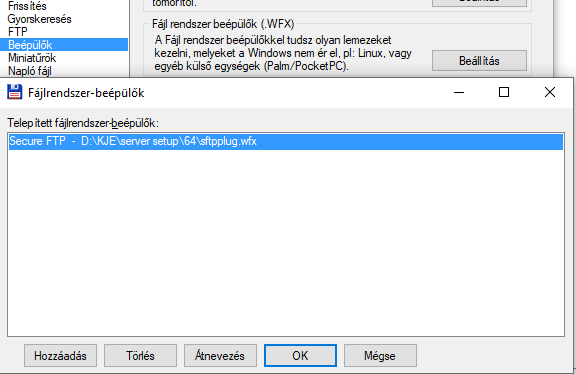 Frissítés
Gyorskeresés
FTP
Beépülők
Miniatűrök
Napló fájl
tömörítői.
Beállítás
Fájl rendszer beépülők (.WFX)
A Fájl rendszer beépülőkkel tudsz olyan lemezeket
kezelni, melyeket a Windows nem ér el, pl: Linux, vagy
egyéb külső egységek (Palm/PocketPC).
Beállítás
Fájlrendszer-beépülők
Telepített fájlrendszer-beépülők:
Secure FTP - D:\KJE\server setup\64\sftpplug.wfx
Hozzáadás
Törlés
Átnevezés
OK
Mégse